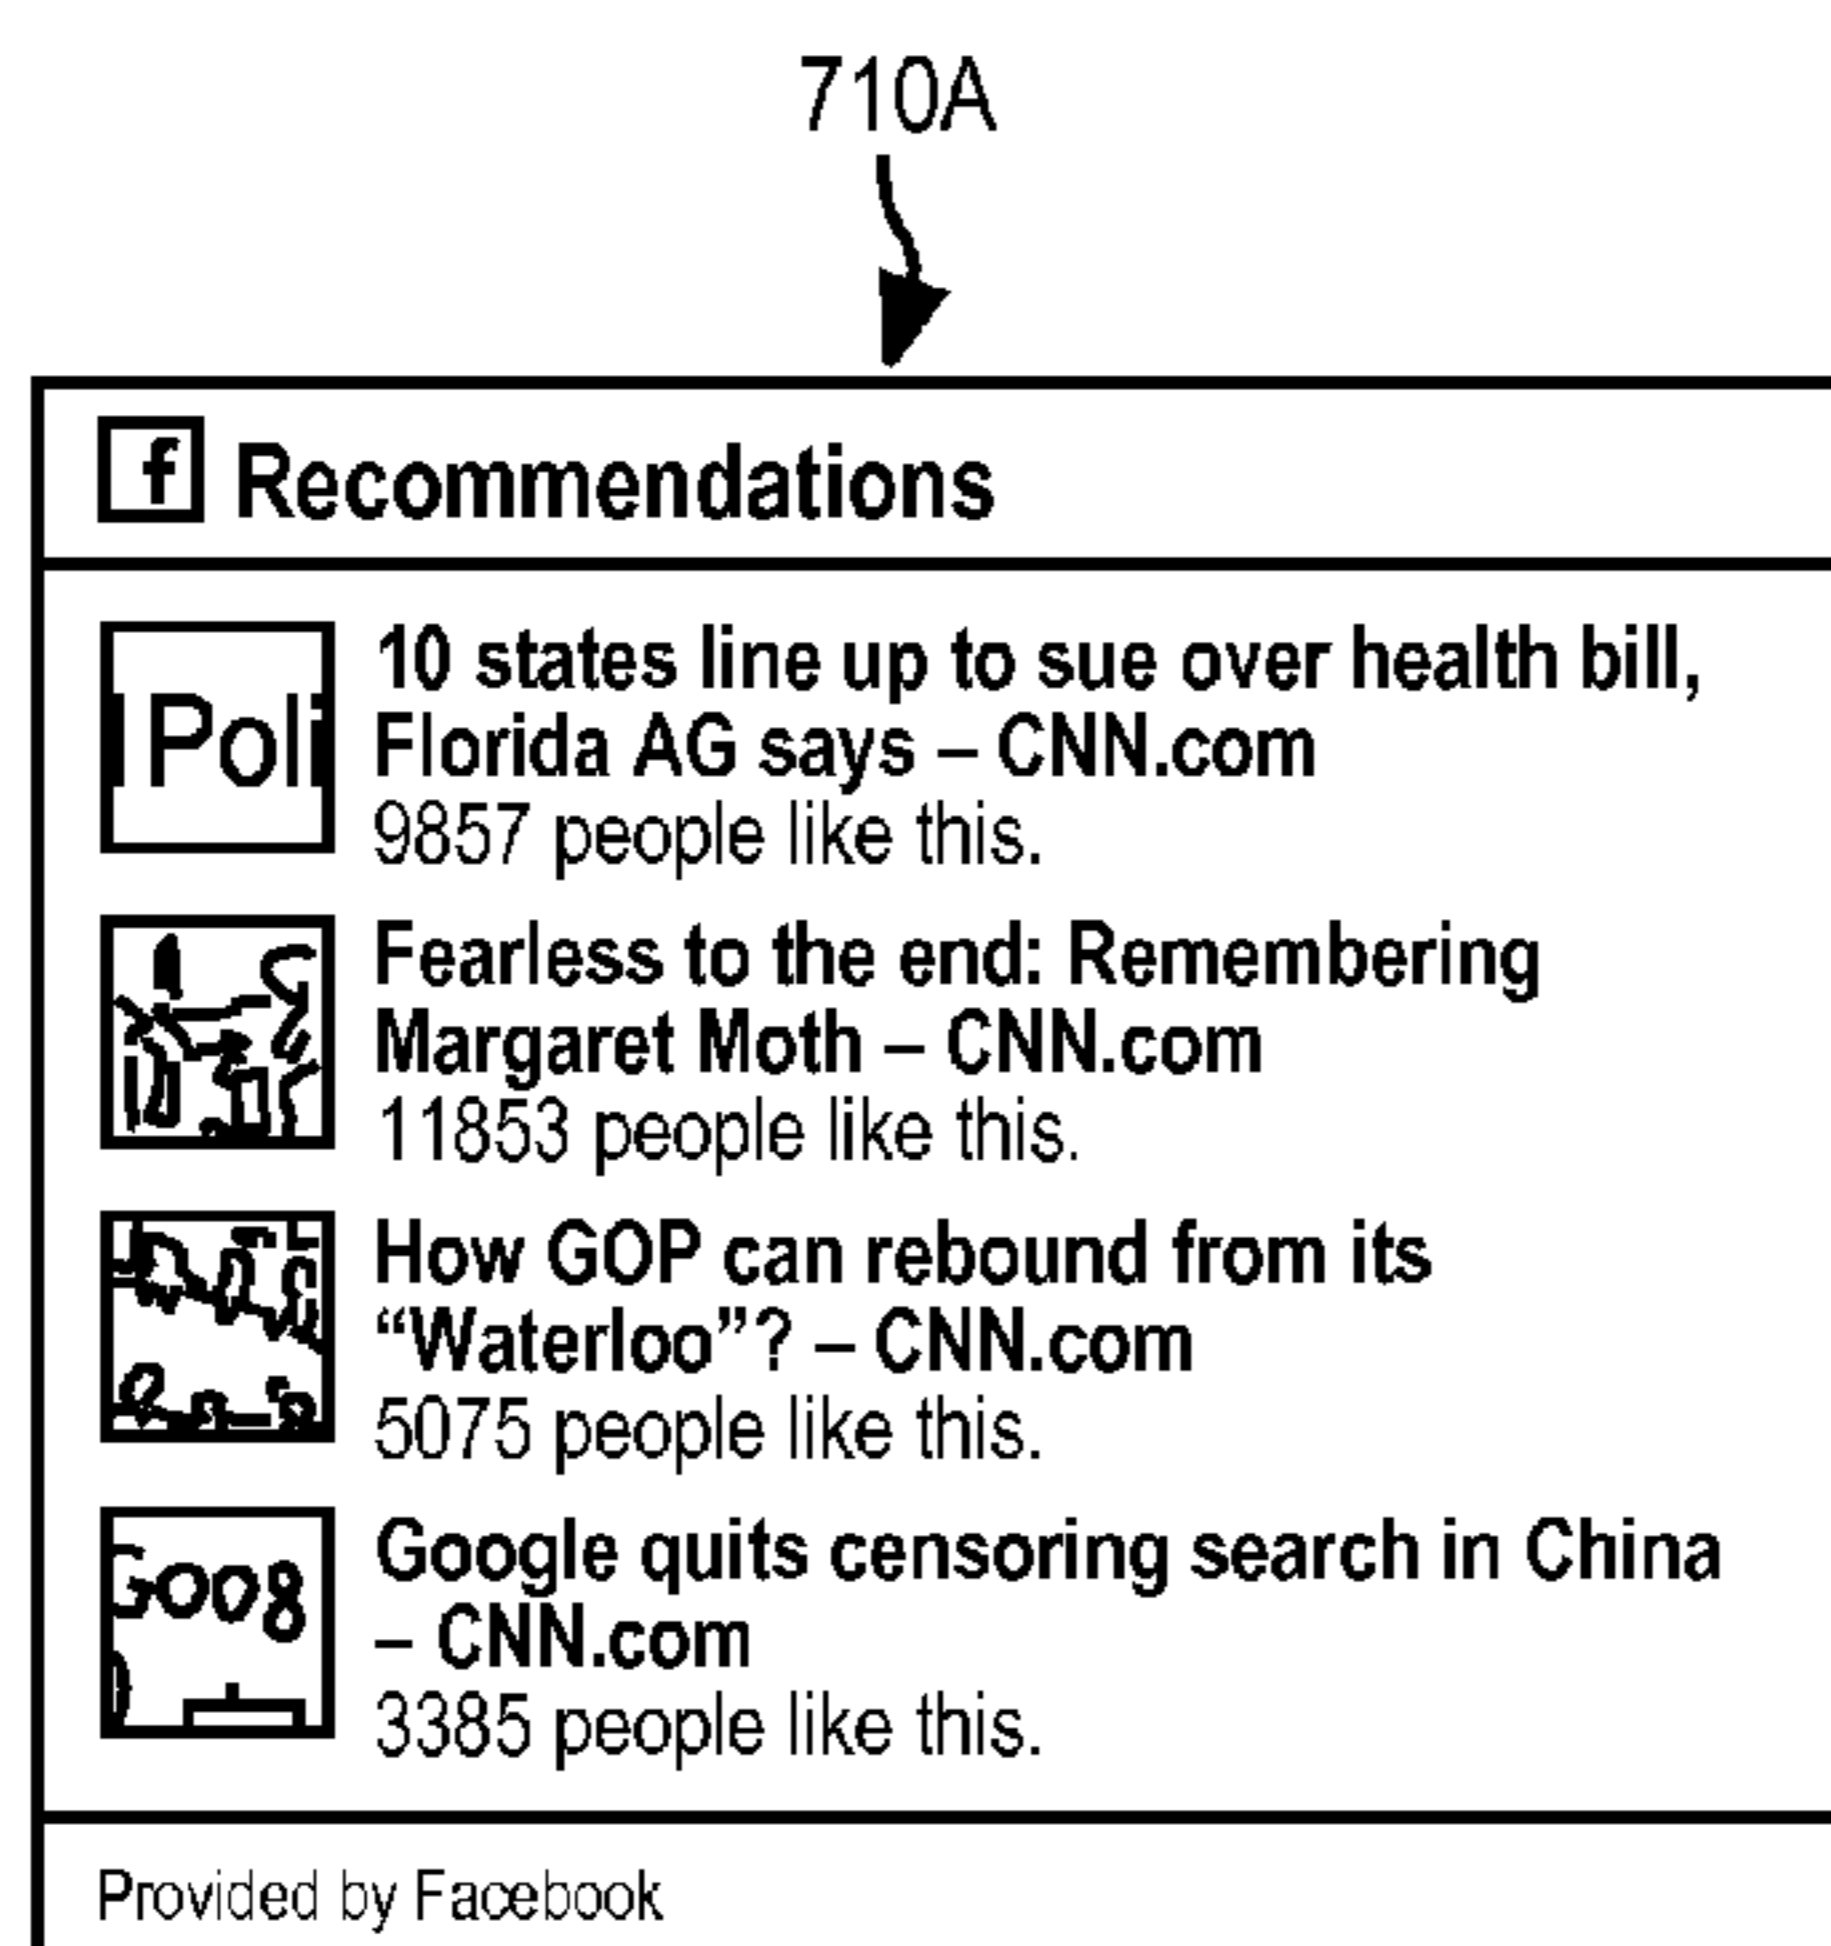 710A
f Recommendations
I Poli
10 states line up to sue over health bill,
Florida AG says – CNN.com
9857 people like this.
Fearless to the end: Remembering
Margaret Moth – CNN.com
11853 people like this.
How GOP can rebound from its
“Waterloo”? – CNN.com
5075 people like this.
Goog
Google quits censoring search in China
– CNN.com
3385 people like this.
Provided by Facebook